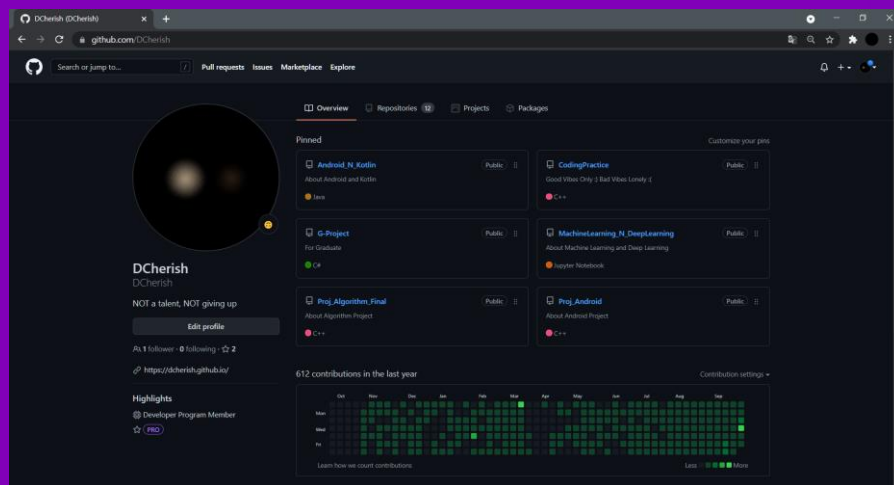 DCherish (DCherish)
github.com/DCherish
Search or jump to... /
Pull requests Issues Marketplace Explore
Overview Repositories 12 Projects Packages
DCherish
DCherish
NOT a talent, NOT giving up
Edit profile
1 follower · 0 following · 2
https://dcherish.github.io/
Highlights
Developer Program Member
PRO
Pinned
Customize your pins
Android_N_Kotlin Public
About Android and Kotlin
Java
CodingPractice Public
Good Vibes Only :) Bad Vibes Lonely :(
C++
G-Project Public
For Graduate
C#
MachineLearning_N_DeepLearning Public
About Machine Learning and Deep Learning
Jupyter Notebook
Proj_Algorithm_Final Public
About Algorithm Project
C++
Proj_Android Public
About Android Project
C++
612 contributions in the last year
Contribution settings
Oct Nov Dec Jan Feb Mar Apr May Jun Jul Aug Sep
Mon
Wed
Fri
Learn how we count contributions
Less More